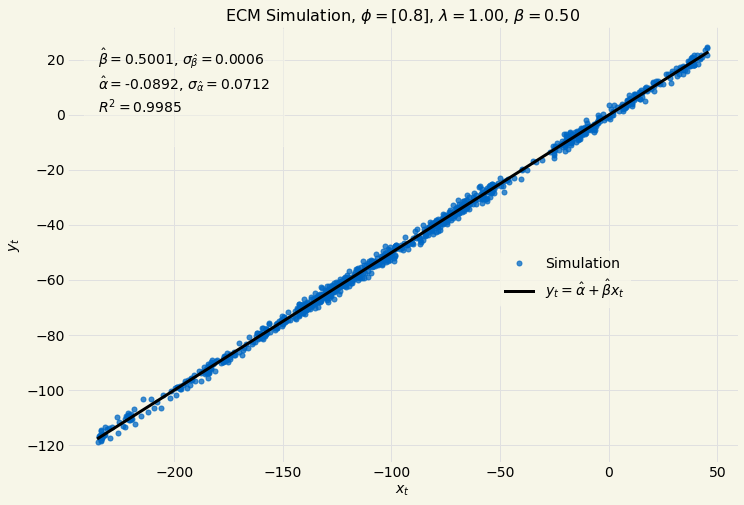 ECM Simulation, ϕ = [0.8], λ = 1.00, β = 0.50
β̂ = 0.5001, σ_β̂ = 0.0006
α̂ = -0.0892, σ_α̂ = 0.0712
R² = 0.9985
20
0
−20
−40
−60
−80
−100
−120
y_t
Simulation
y_t = α̂ + β̂x_t
−200 −150 −100 −50 0 50
x_t